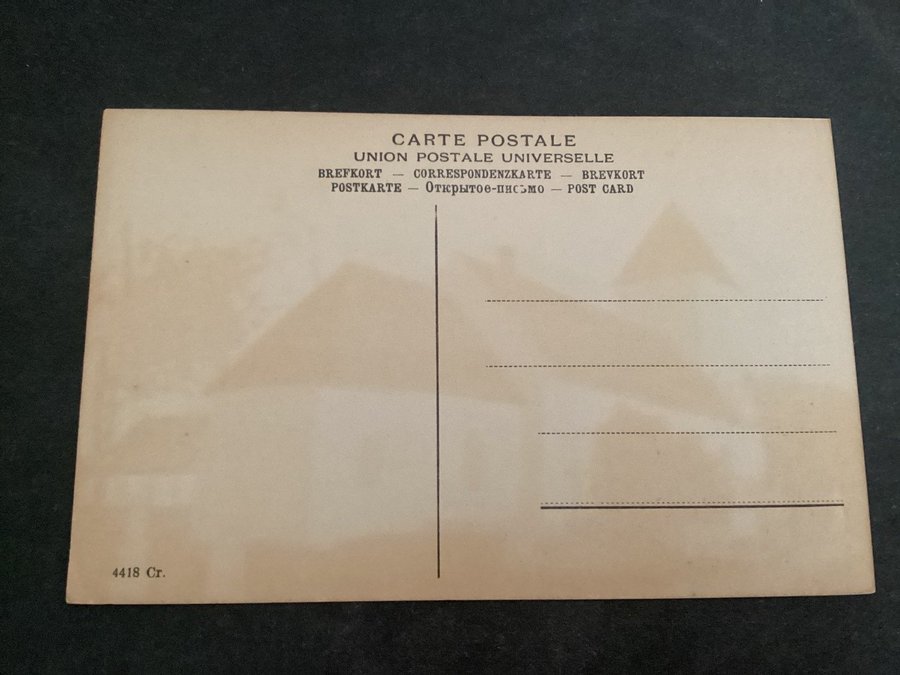 CARTE POSTALE
UNION POSTALE UNIVERSELLE
BREFKORT — CORRESPONDENZKARTE — BREVKORT
POSTKARTE — Открытое-письмо — POST CARD
4418 Cr.